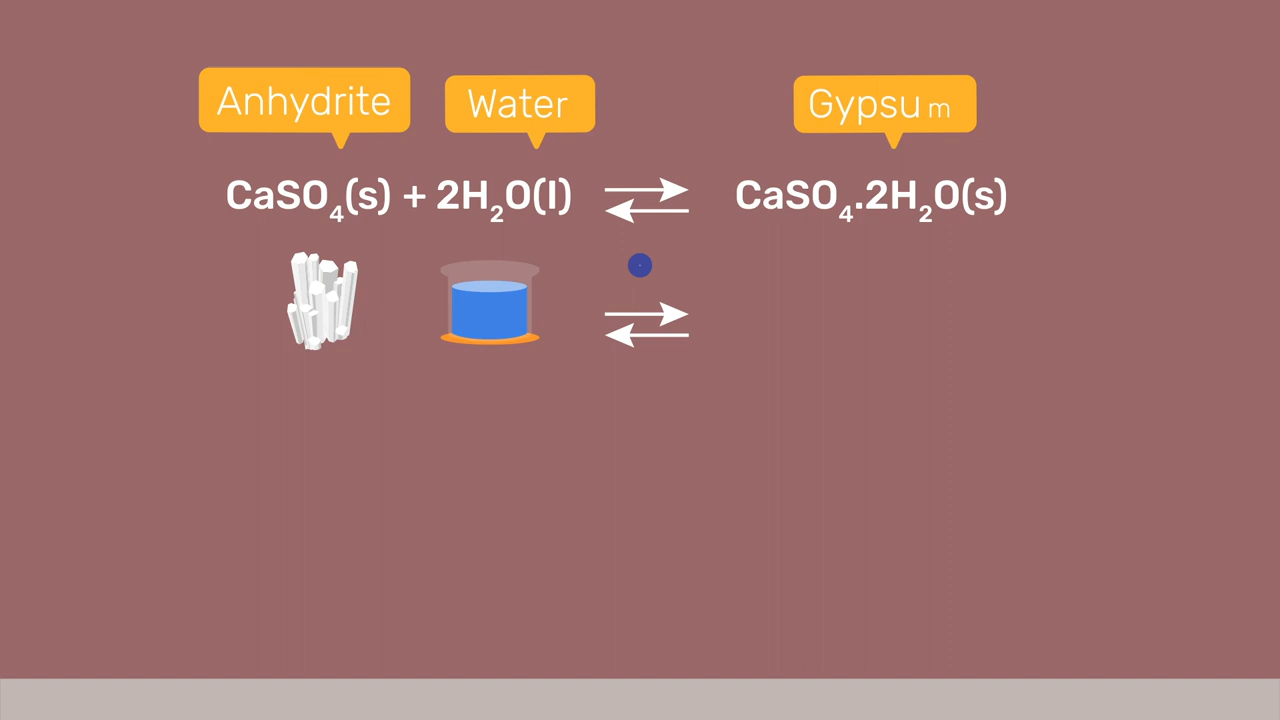 Anhydrite Water Gypsum
CaSO₄(s) + 2H₂O(l) ⇌ CaSO₄.2H₂O(s)
⇌